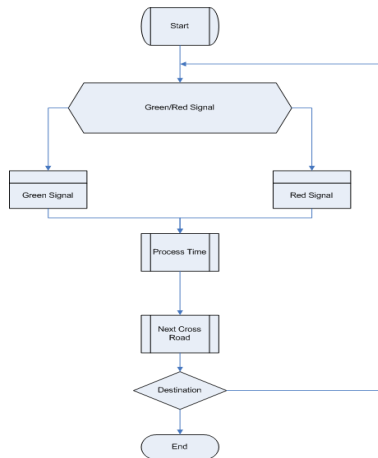 Start
Green/Red Signal
Green Signal
Red Signal
Process Time
Next Cross
Road
Destination
End